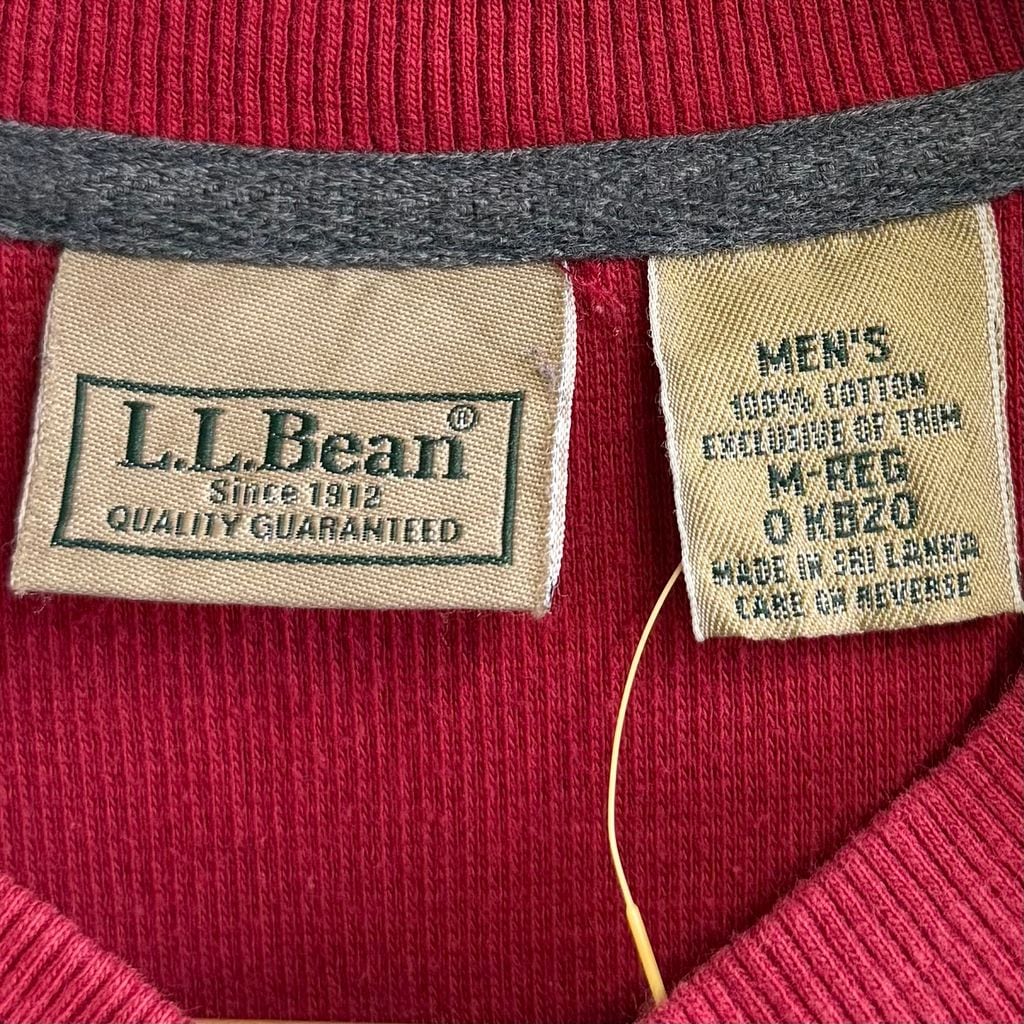 L.L.Bean®
Since 1912
QUALITY GUARANTEED
MEN'S
100% COTTON
EXCLUSIVE OF TRIM
M-REG
0 KBZ0
MADE IN SRI LANKA
CARE ON REVERSE